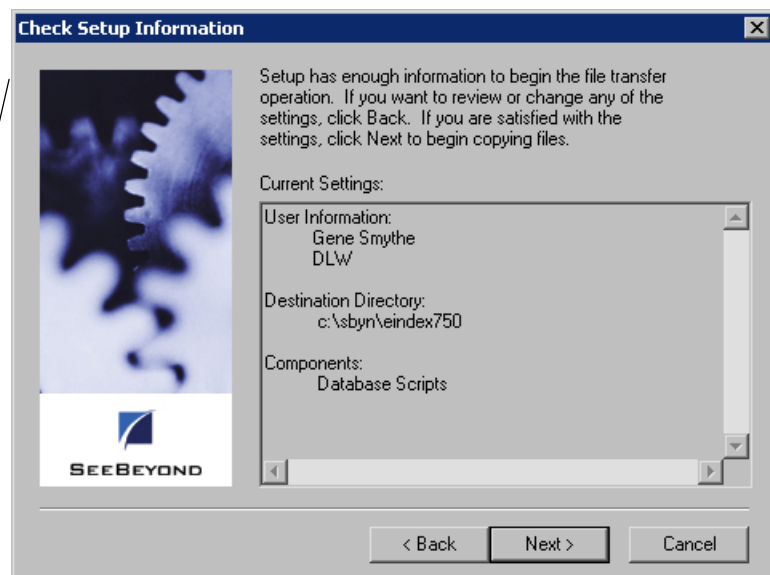 Check Setup Information
Setup has enough information to begin the file transfer
operation. If you want to review or change any of the
settings, click Back. If you are satisfied with the
settings, click Next to begin copying files.
Current Settings:
User Information:
Gene Smythe
DLW
Destination Directory:
c:\sbyn\eindex750
Components:
Database Scripts
SEEBEYOND
< Back
Next >
Cancel